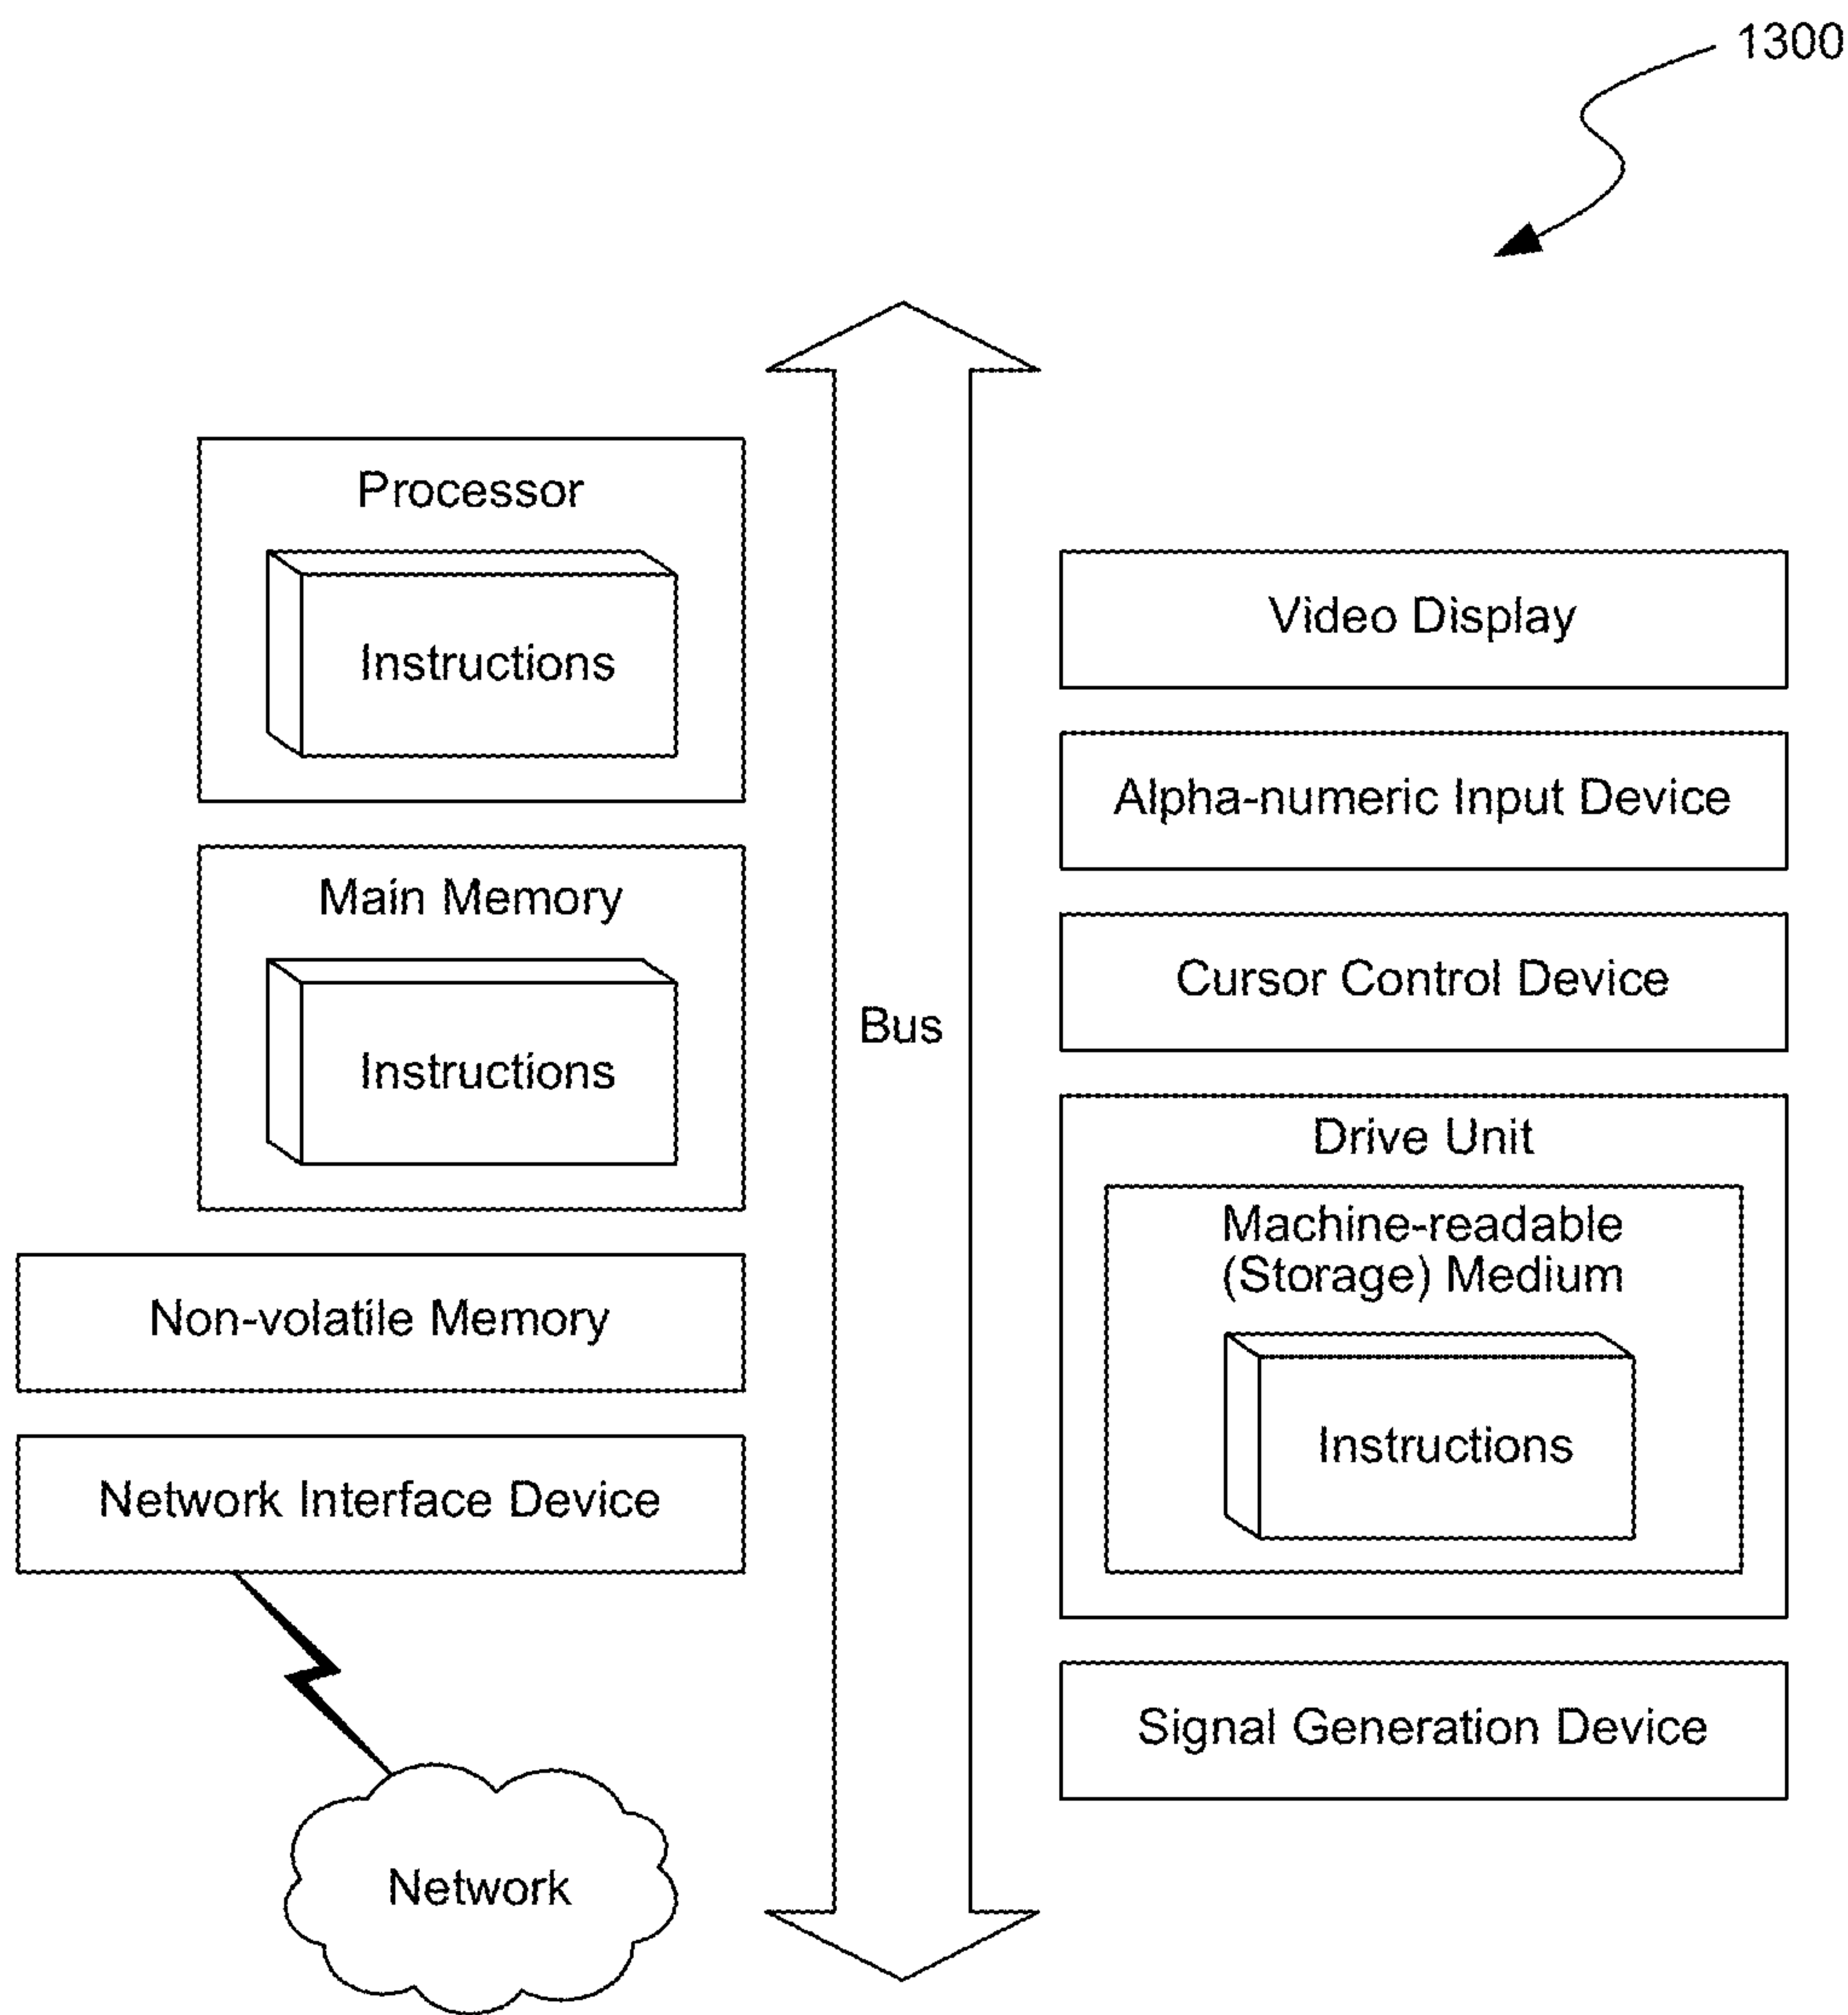 1300
Processor
Instructions
Main Memory
Instructions
Non-volatile Memory
Network Interface Device
Network
Bus
Video Display
Alpha-numeric Input Device
Cursor Control Device
Drive Unit
Machine-readable
(Storage) Medium
Instructions
Signal Generation Device